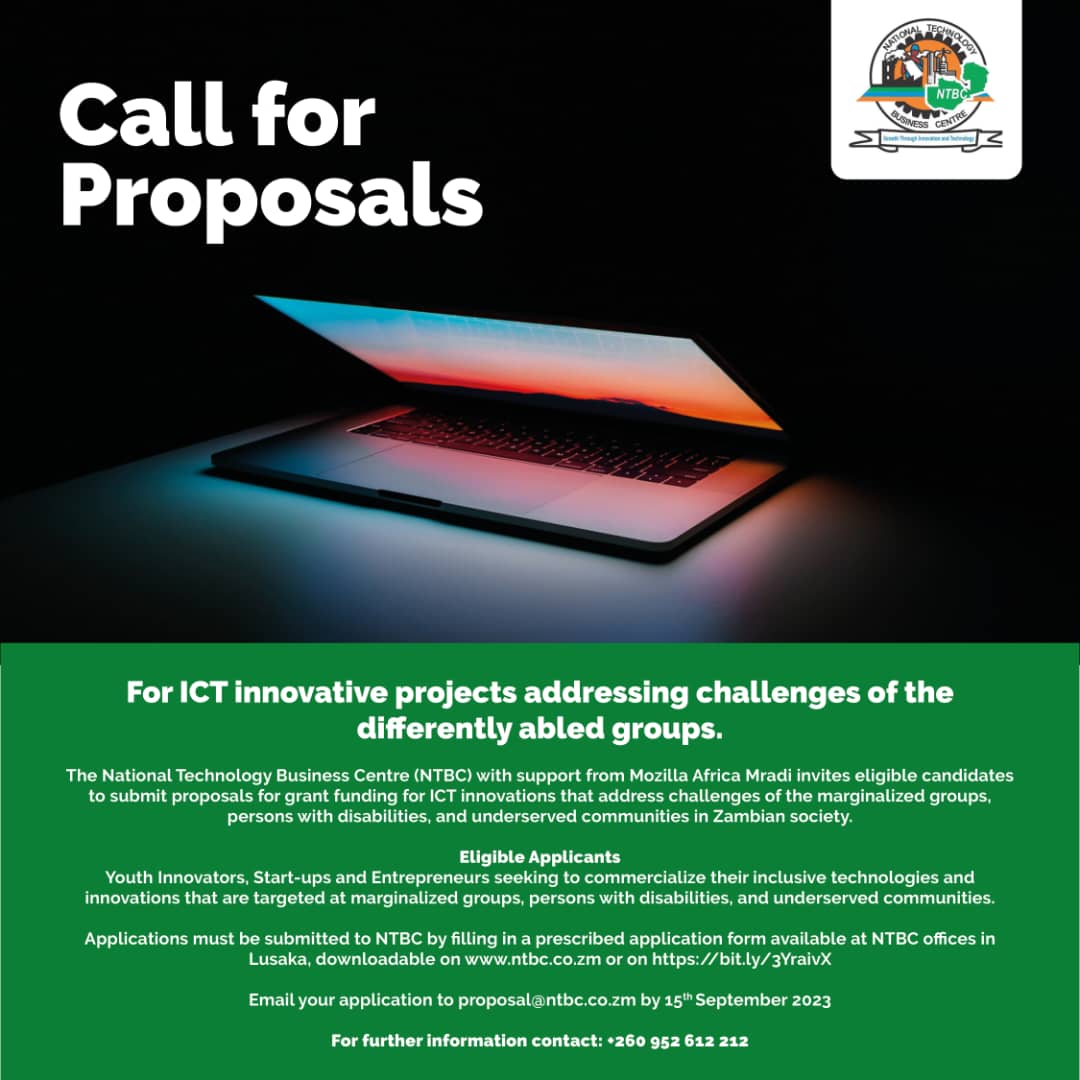 Call for
Proposals
NATIONAL TECHNOLOGY
NTBC
BUSINESS CENTRE
Growth Through Innovation and Technology
For ICT innovative projects addressing challenges of the
differently abled groups.
The National Technology Business Centre (NTBC) with support from Mozilla Africa Mradi invites eligible candidates
to submit proposals for grant funding for ICT innovations that address challenges of the marginalized groups,
persons with disabilities, and underserved communities in Zambian society.
Eligible Applicants
Youth Innovators, Start-ups and Entrepreneurs seeking to commercialize their inclusive technologies and
innovations that are targeted at marginalized groups, persons with disabilities, and underserved communities.
Applications must be submitted to NTBC by filling in a prescribed application form available at NTBC offices in
Lusaka, downloadable on www.ntbc.co.zm or on https://bit.ly/3YraivX
Email your application to proposal@ntbc.co.zm by 15th September 2023
For further information contact: +260 952 612 212